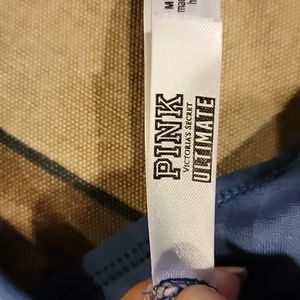 PINK
VICTORIA'S SECRET
ULTIMATE
M